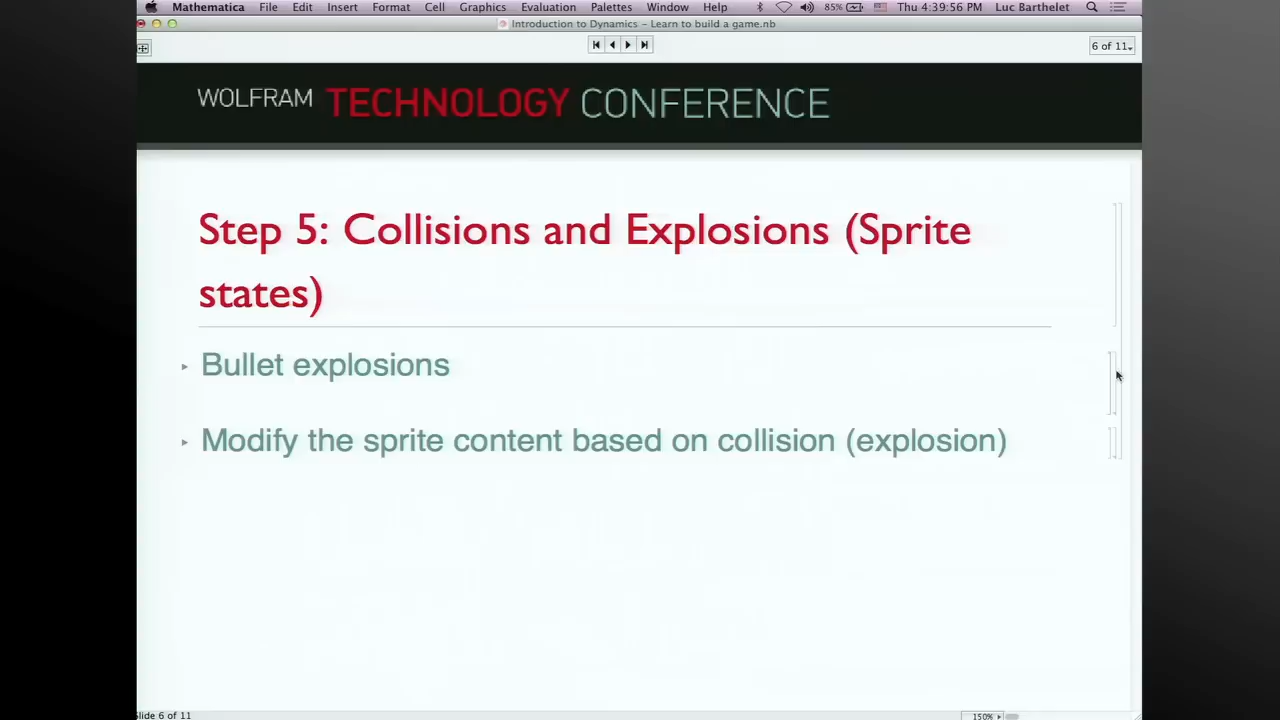 Mathematica File Edit Insert Format Cell Graphics Evaluation Palettes Window Help 85% Thu 4:39:56 PM Luc Barthelet
Introduction to Dynamics – Learn to build a game.nb
6 of 11
WOLFRAM TECHNOLOGY CONFERENCE
Step 5: Collisions and Explosions (Sprite
states)
Bullet explosions
Modify the sprite content based on collision (explosion)
Slide 6 of 11
150%